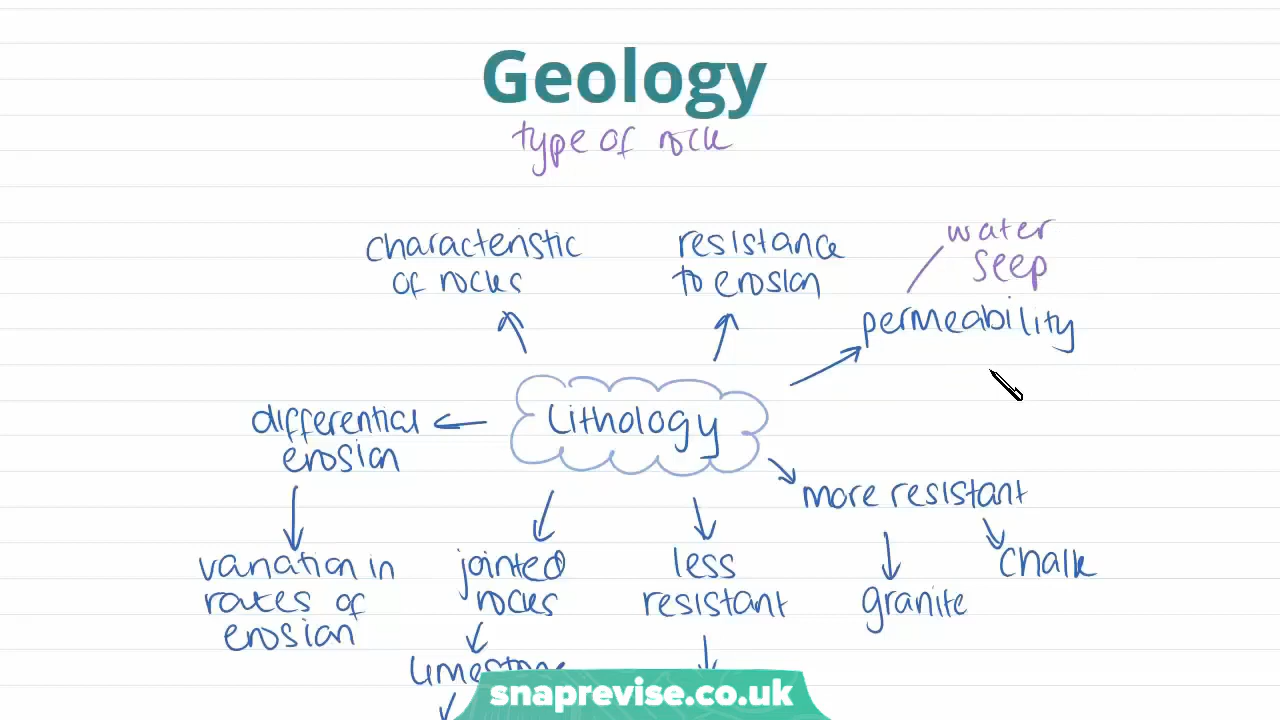 Geology
type of rock
characteristic
of rocks
resistance
to erosion
water
seep
permeability
Lithology
differential
erosion
more resistant
variation in
rates of
erosion
jointed
rocks
less
resistant
granite
chalk
limestone
snaprevise.co.uk